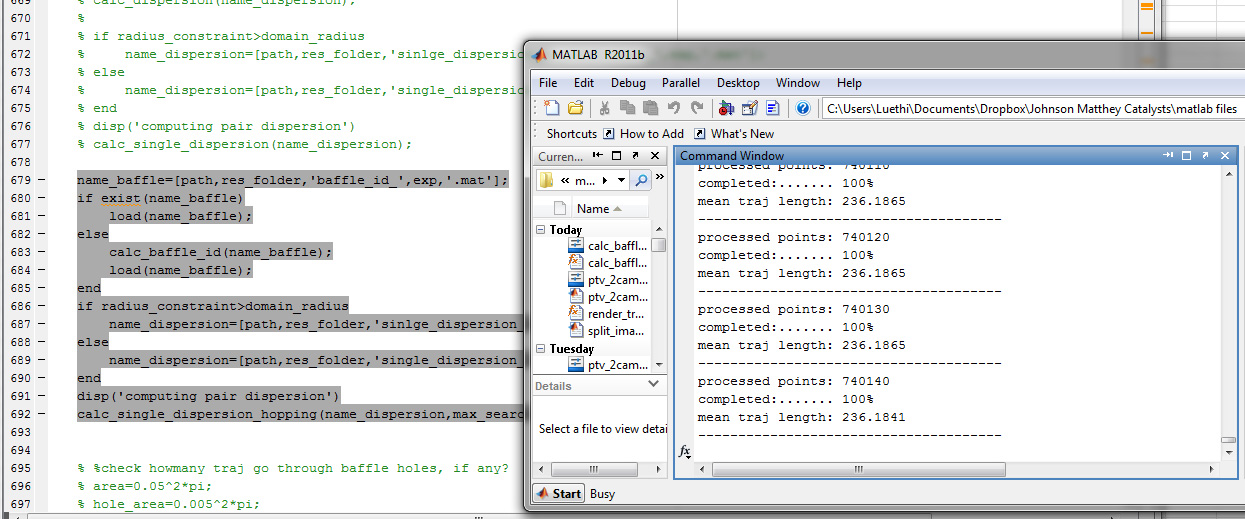 669 % calc_dispersion(name_dispersion);
670 %
671 % if radius_constraint>domain_radius
672 % name_dispersion=[path,res_folder,'sinlge_dispersio
673 % else
674 % name_dispersion=[path,res_folder,'single_dispersio
675 % end
676 % disp('computing pair dispersion')
677 % calc_single_dispersion(name_dispersion);
678
679 – name_baffle=[path,res_folder,'baffle_id_',exp,'.mat'];
680 – if exist(name_baffle)
681 – load(name_baffle);
682 – else
683 – calc_baffle_id(name_baffle);
684 – load(name_baffle);
685 – end
686 – if radius_constraint>domain_radius
687 – name_dispersion=[path,res_folder,'sinlge_dispersion_
688 – else
689 – name_dispersion=[path,res_folder,'single_dispersion_
690 – end
691 – disp('computing pair dispersion')
692 – calc_single_dispersion_hopping(name_dispersion,max_searc
693
694
695 % %check howmany traj go through baffle holes, if any?
696 % area=0.05^2*pi;
697 % hole_area=0.005^2*pi;
MATLAB R2011b
File Edit Debug Parallel Desktop Window Help
C:\Users\Luethi\Documents\Dropbox\Johnson Matthey Catalysts\matlab files
Shortcuts How to Add What's New
Curren...
« m...
Name
Today
calc_baffl...
calc_baffl...
ptv_2cam...
ptv_2cam...
render_tr...
split_ima...
Tuesday
ptv_2cam...
Details
Select a file to view detai
Command Window
processed points: 740110
completed:....... 100%
mean traj length: 236.1865
--------------------------------------
processed points: 740120
completed:....... 100%
mean traj length: 236.1865
--------------------------------------
processed points: 740130
completed:....... 100%
mean traj length: 236.1865
--------------------------------------
processed points: 740140
completed:....... 100%
mean traj length: 236.1841
--------------------------------------
fx
Start Busy